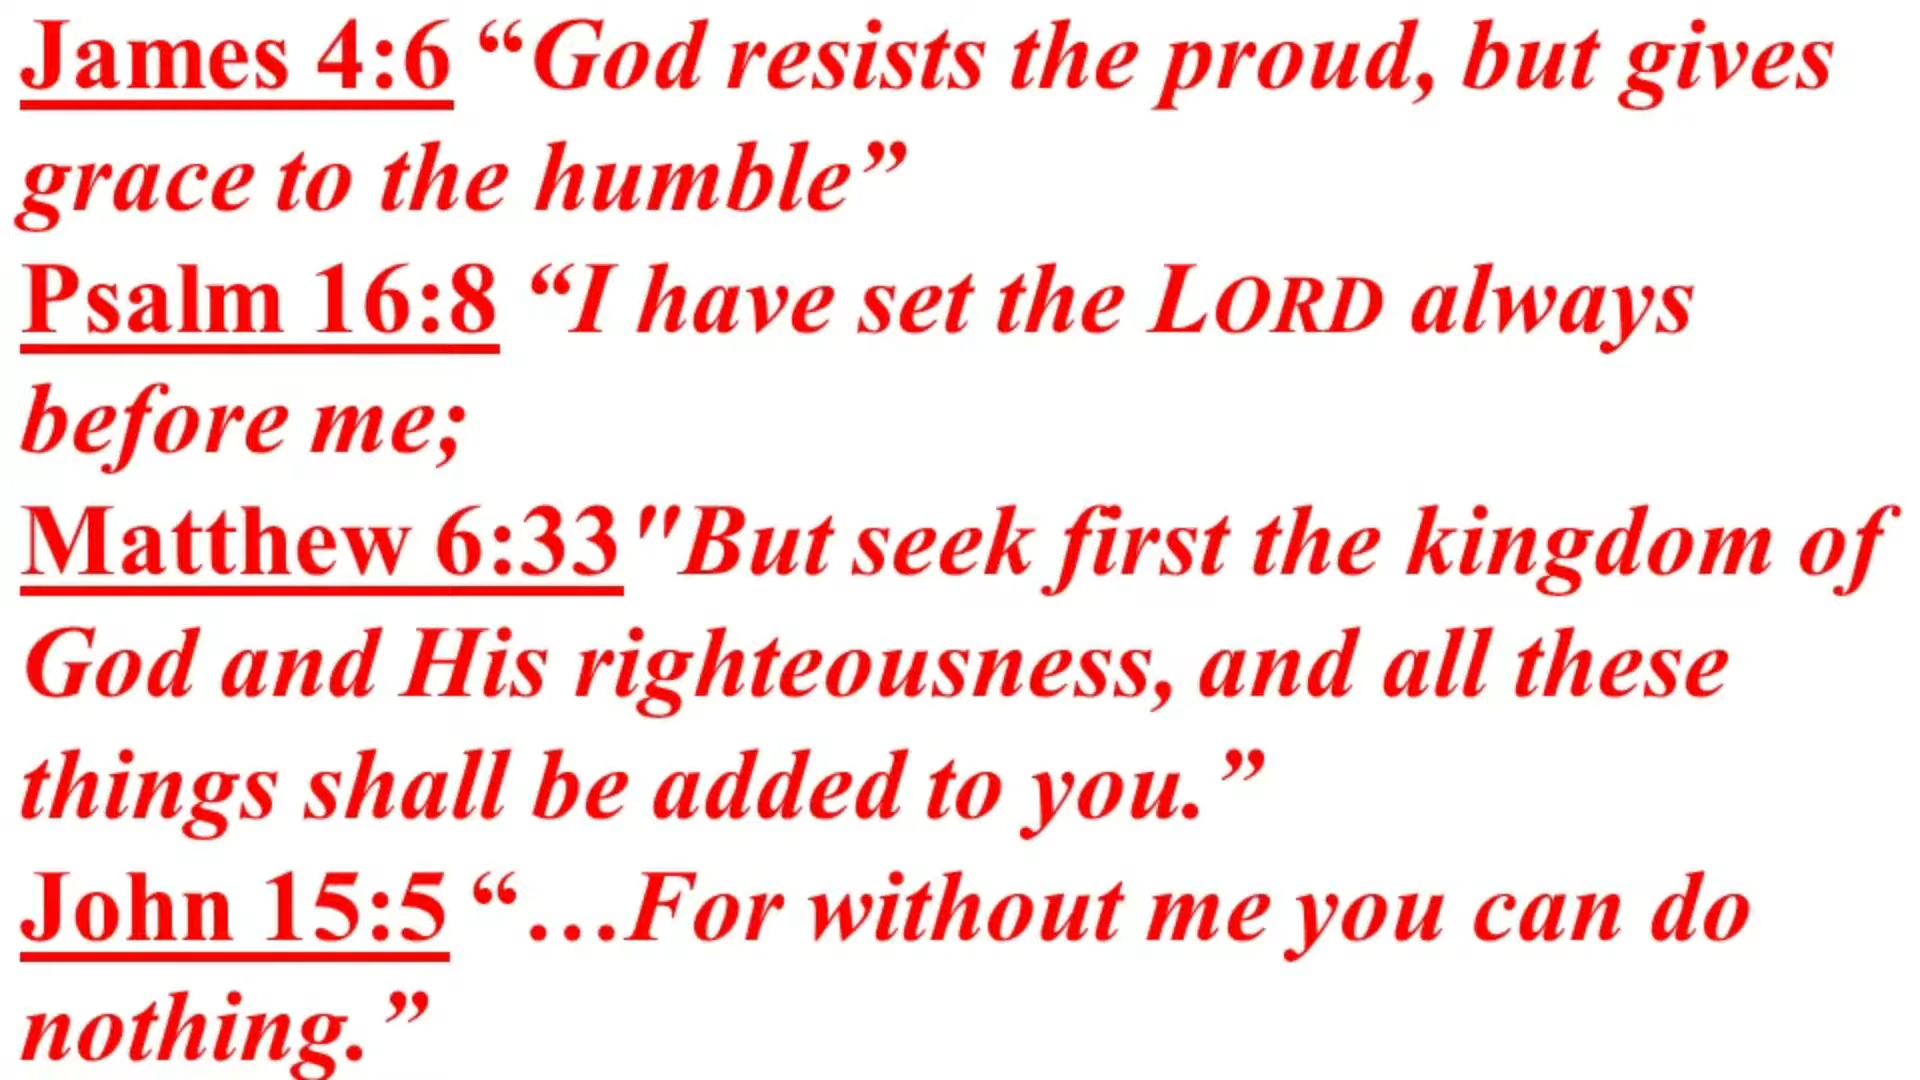 James 4:6 “God resists the proud, but gives
grace to the humble”
Psalm 16:8 “I have set the LORD always
before me;
Matthew 6:33"But seek first the kingdom of
God and His righteousness, and all these
things shall be added to you.”
John 15:5 “…For without me you can do
nothing.”